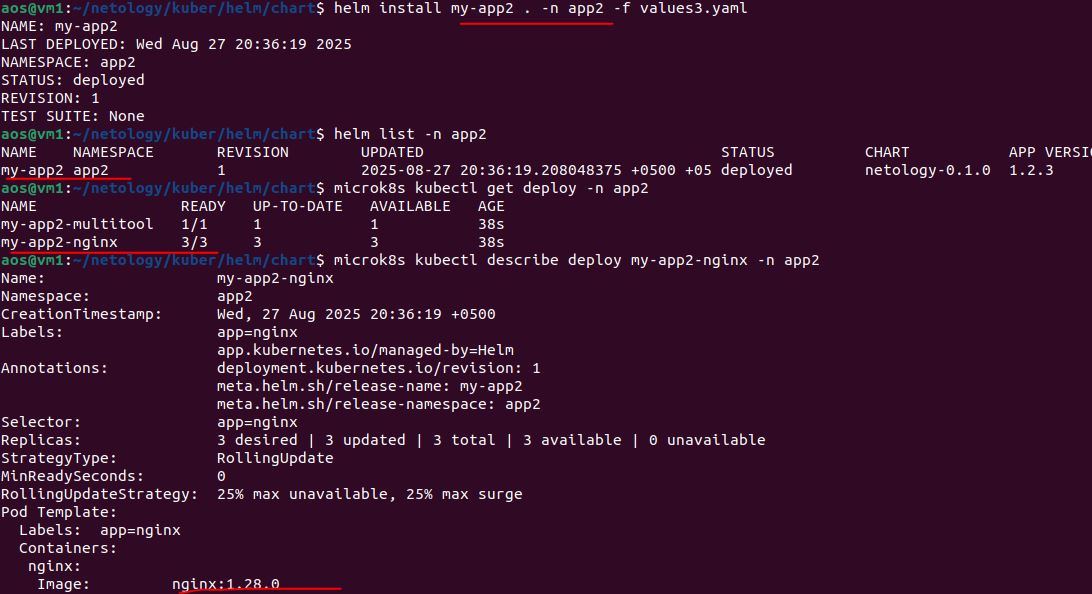 aos@vm1:~/netology/kuber/helm/chart$ helm install my-app2 . -n app2 -f values3.yaml
NAME: my-app2
LAST DEPLOYED: Wed Aug 27 20:36:19 2025
NAMESPACE: app2
STATUS: deployed
REVISION: 1
TEST SUITE: None
aos@vm1:~/netology/kuber/helm/chart$ helm list -n app2
NAME    NAMESPACE       REVISION        UPDATED                                 STATUS          CHART           APP VERSIO
my-app2 app2            1               2025-08-27 20:36:19.208048375 +0500 +05 deployed        netology-0.1.0  1.2.3
aos@vm1:~/netology/kuber/helm/chart$ microk8s kubectl get deploy -n app2
NAME                READY   UP-TO-DATE   AVAILABLE   AGE
my-app2-multitool   1/1     1            1           38s
my-app2-nginx       3/3     3            3           38s
aos@vm1:~/netology/kuber/helm/chart$ microk8s kubectl describe deploy my-app2-nginx -n app2
Name:                   my-app2-nginx
Namespace:              app2
CreationTimestamp:      Wed, 27 Aug 2025 20:36:19 +0500
Labels:                 app=nginx
                        app.kubernetes.io/managed-by=Helm
Annotations:            deployment.kubernetes.io/revision: 1
                        meta.helm.sh/release-name: my-app2
                        meta.helm.sh/release-namespace: app2
Selector:               app=nginx
Replicas:               3 desired | 3 updated | 3 total | 3 available | 0 unavailable
StrategyType:           RollingUpdate
MinReadySeconds:        0
RollingUpdateStrategy:  25% max unavailable, 25% max surge
Pod Template:
  Labels:  app=nginx
  Containers:
   nginx:
    Image:         nginx:1.28.0